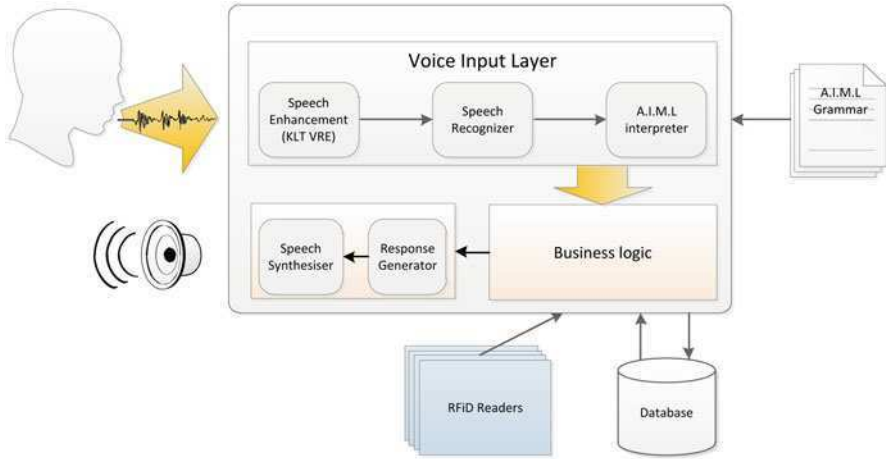 Voice Input Layer
Speech
Enhancement
(KLT VRE)
Speech
Recognizer
A.I.M.L
interpreter
A.I.M.L
Grammar
Speech
Synthesiser
Response
Generator
Business logic
RFiD Readers
Database